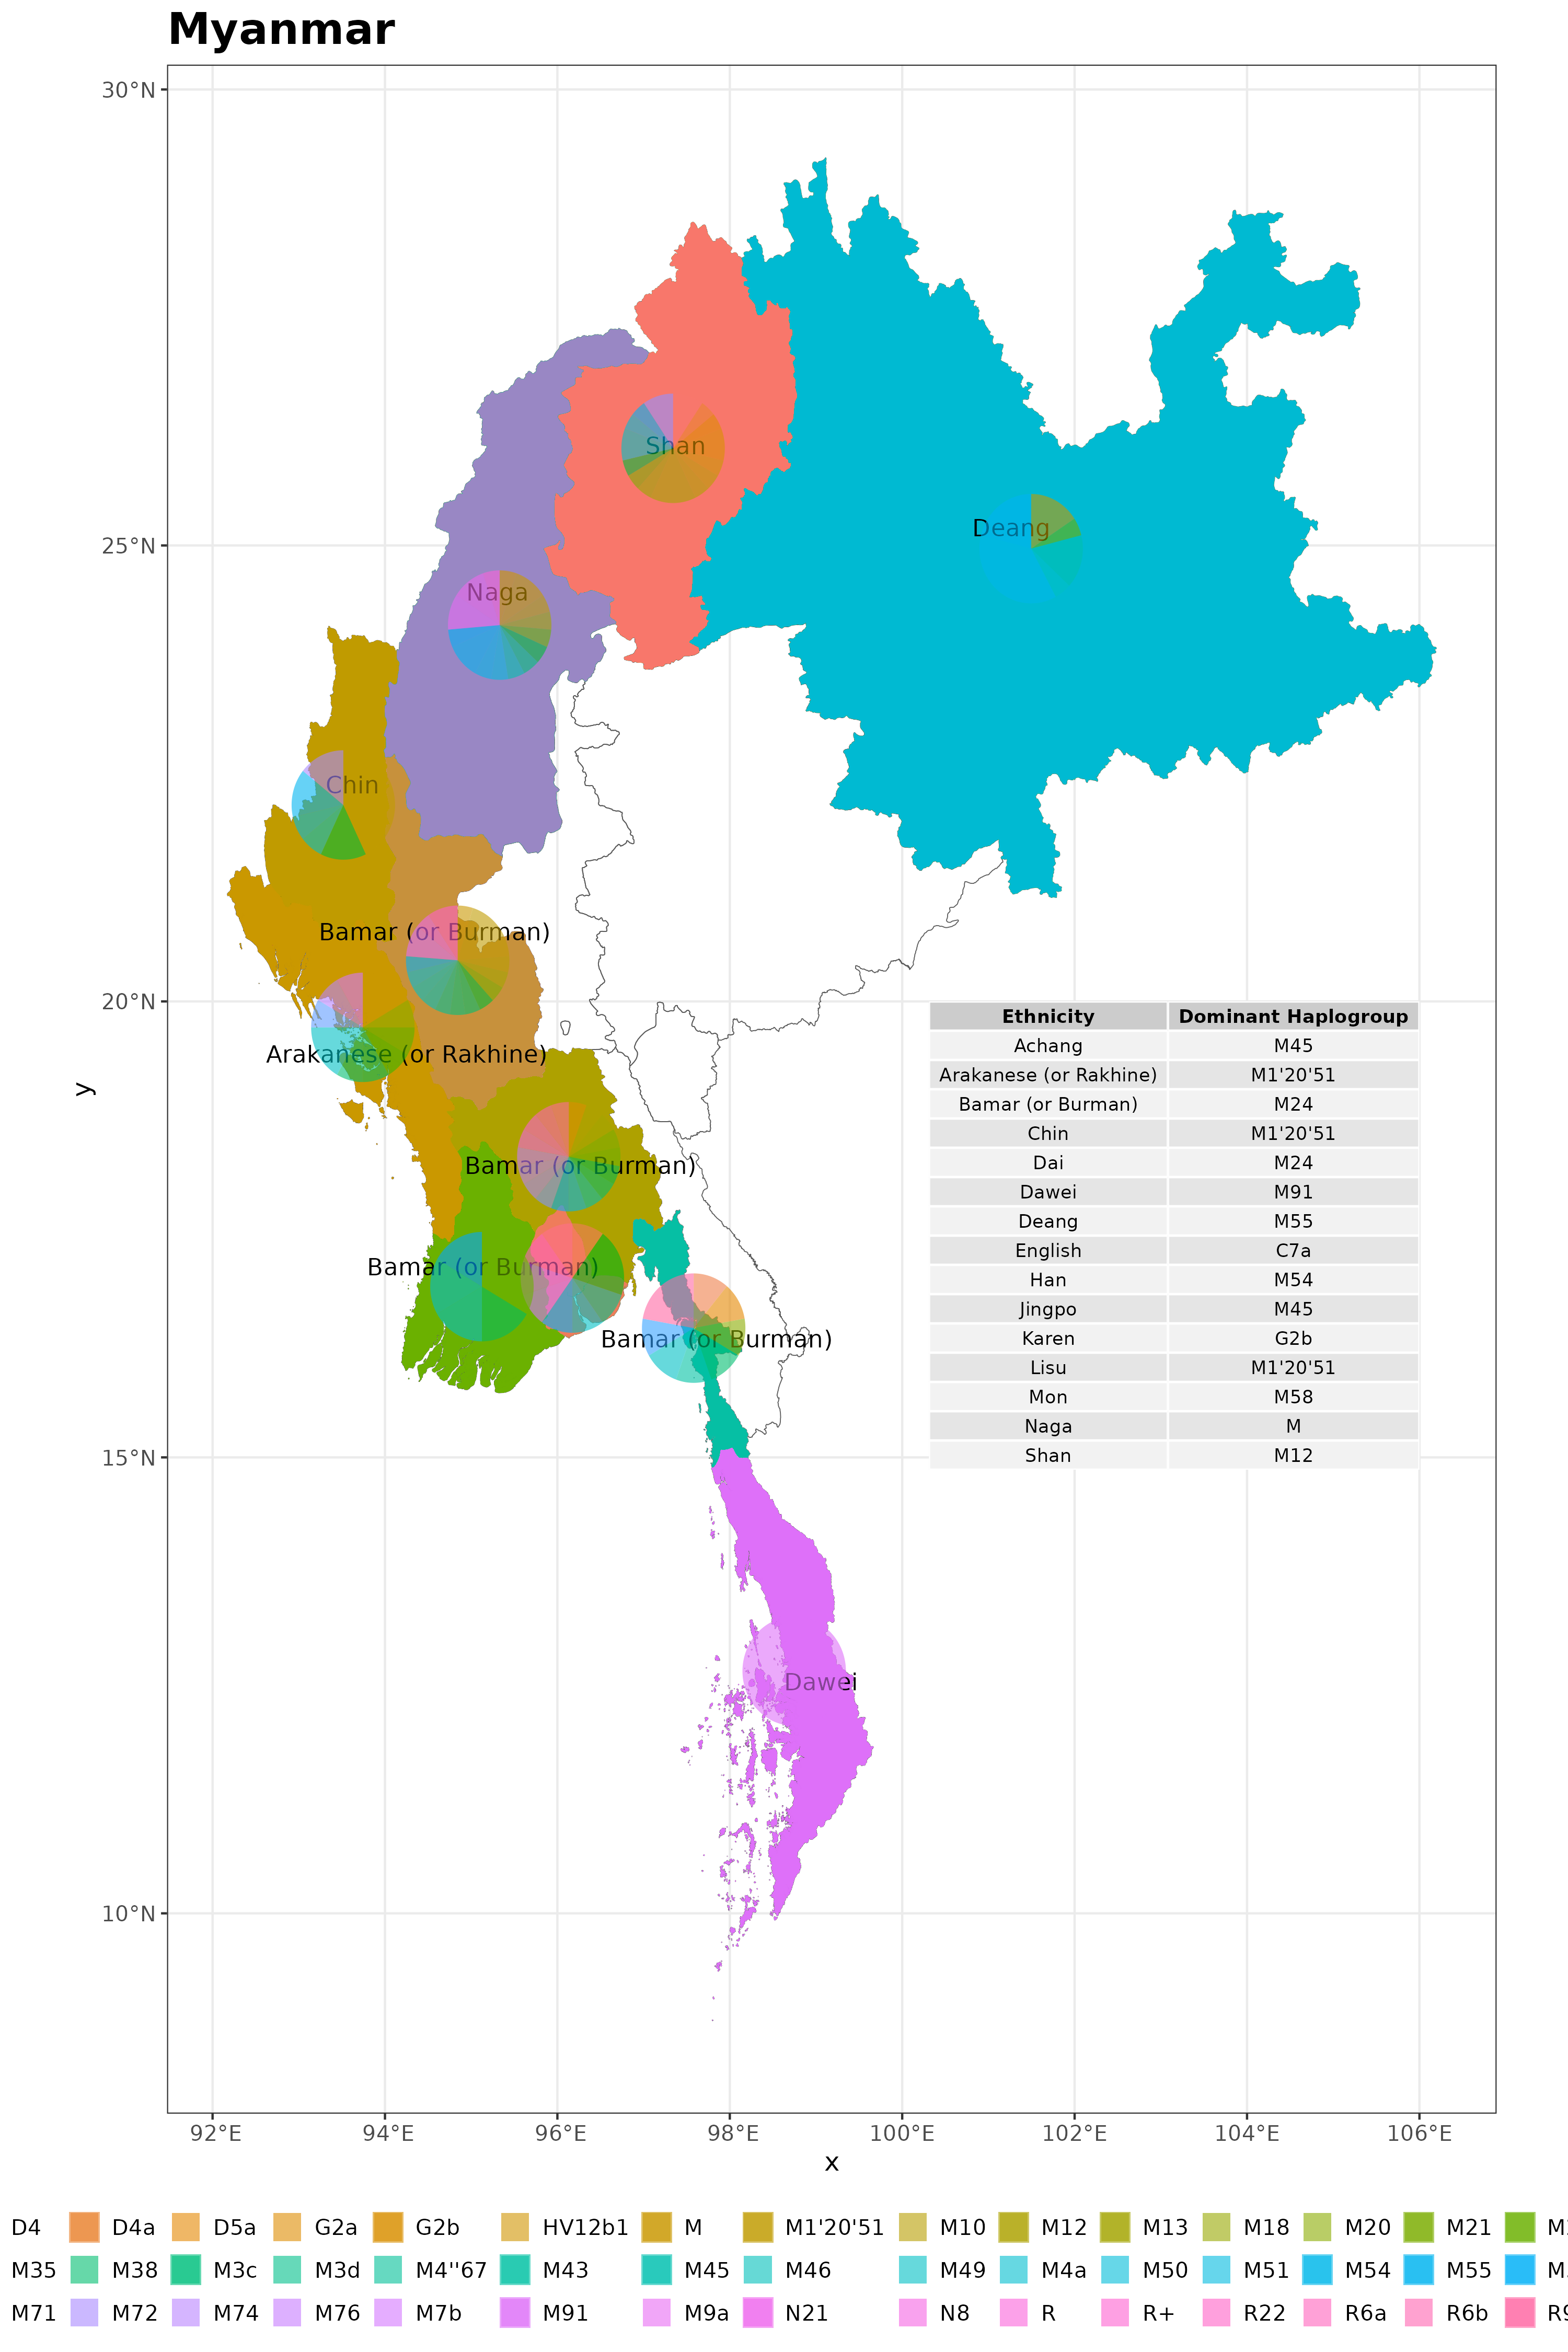 Myanmar
30°N
Shan
Deang
25°N
Naga
Chin
Bamar (or Burman)
20°N
Arakanese (or Rakhine)
Ethnicity Dominant Haplogroup
Achang M45
Arakanese (or Rakhine) M1'20'51
Bamar (or Burman) M24
Chin M1'20'51
Dai M24
Dawei M91
Deang M55
English C7a
Han M54
Jingpo M45
Karen G2b
Lisu M1'20'51
Mon M58
Naga M
Shan M12
y
Bamar (or Burman)
Bamar (or Burman)
Bamar (or Burman)
15°N
Dawei
10°N
92°E 94°E 96°E 98°E 100°E 102°E 104°E 106°E
x
D4 D4a D5a G2a G2b HV12b1 M M1'20'51 M10 M12 M13 M18 M20 M21
M35 M38 M3c M3d M4''67 M43 M45 M46 M49 M4a M50 M51 M54 M55
M71 M72 M74 M76 M7b M91 M9a N21 N8 R R+ R22 R6a R6b